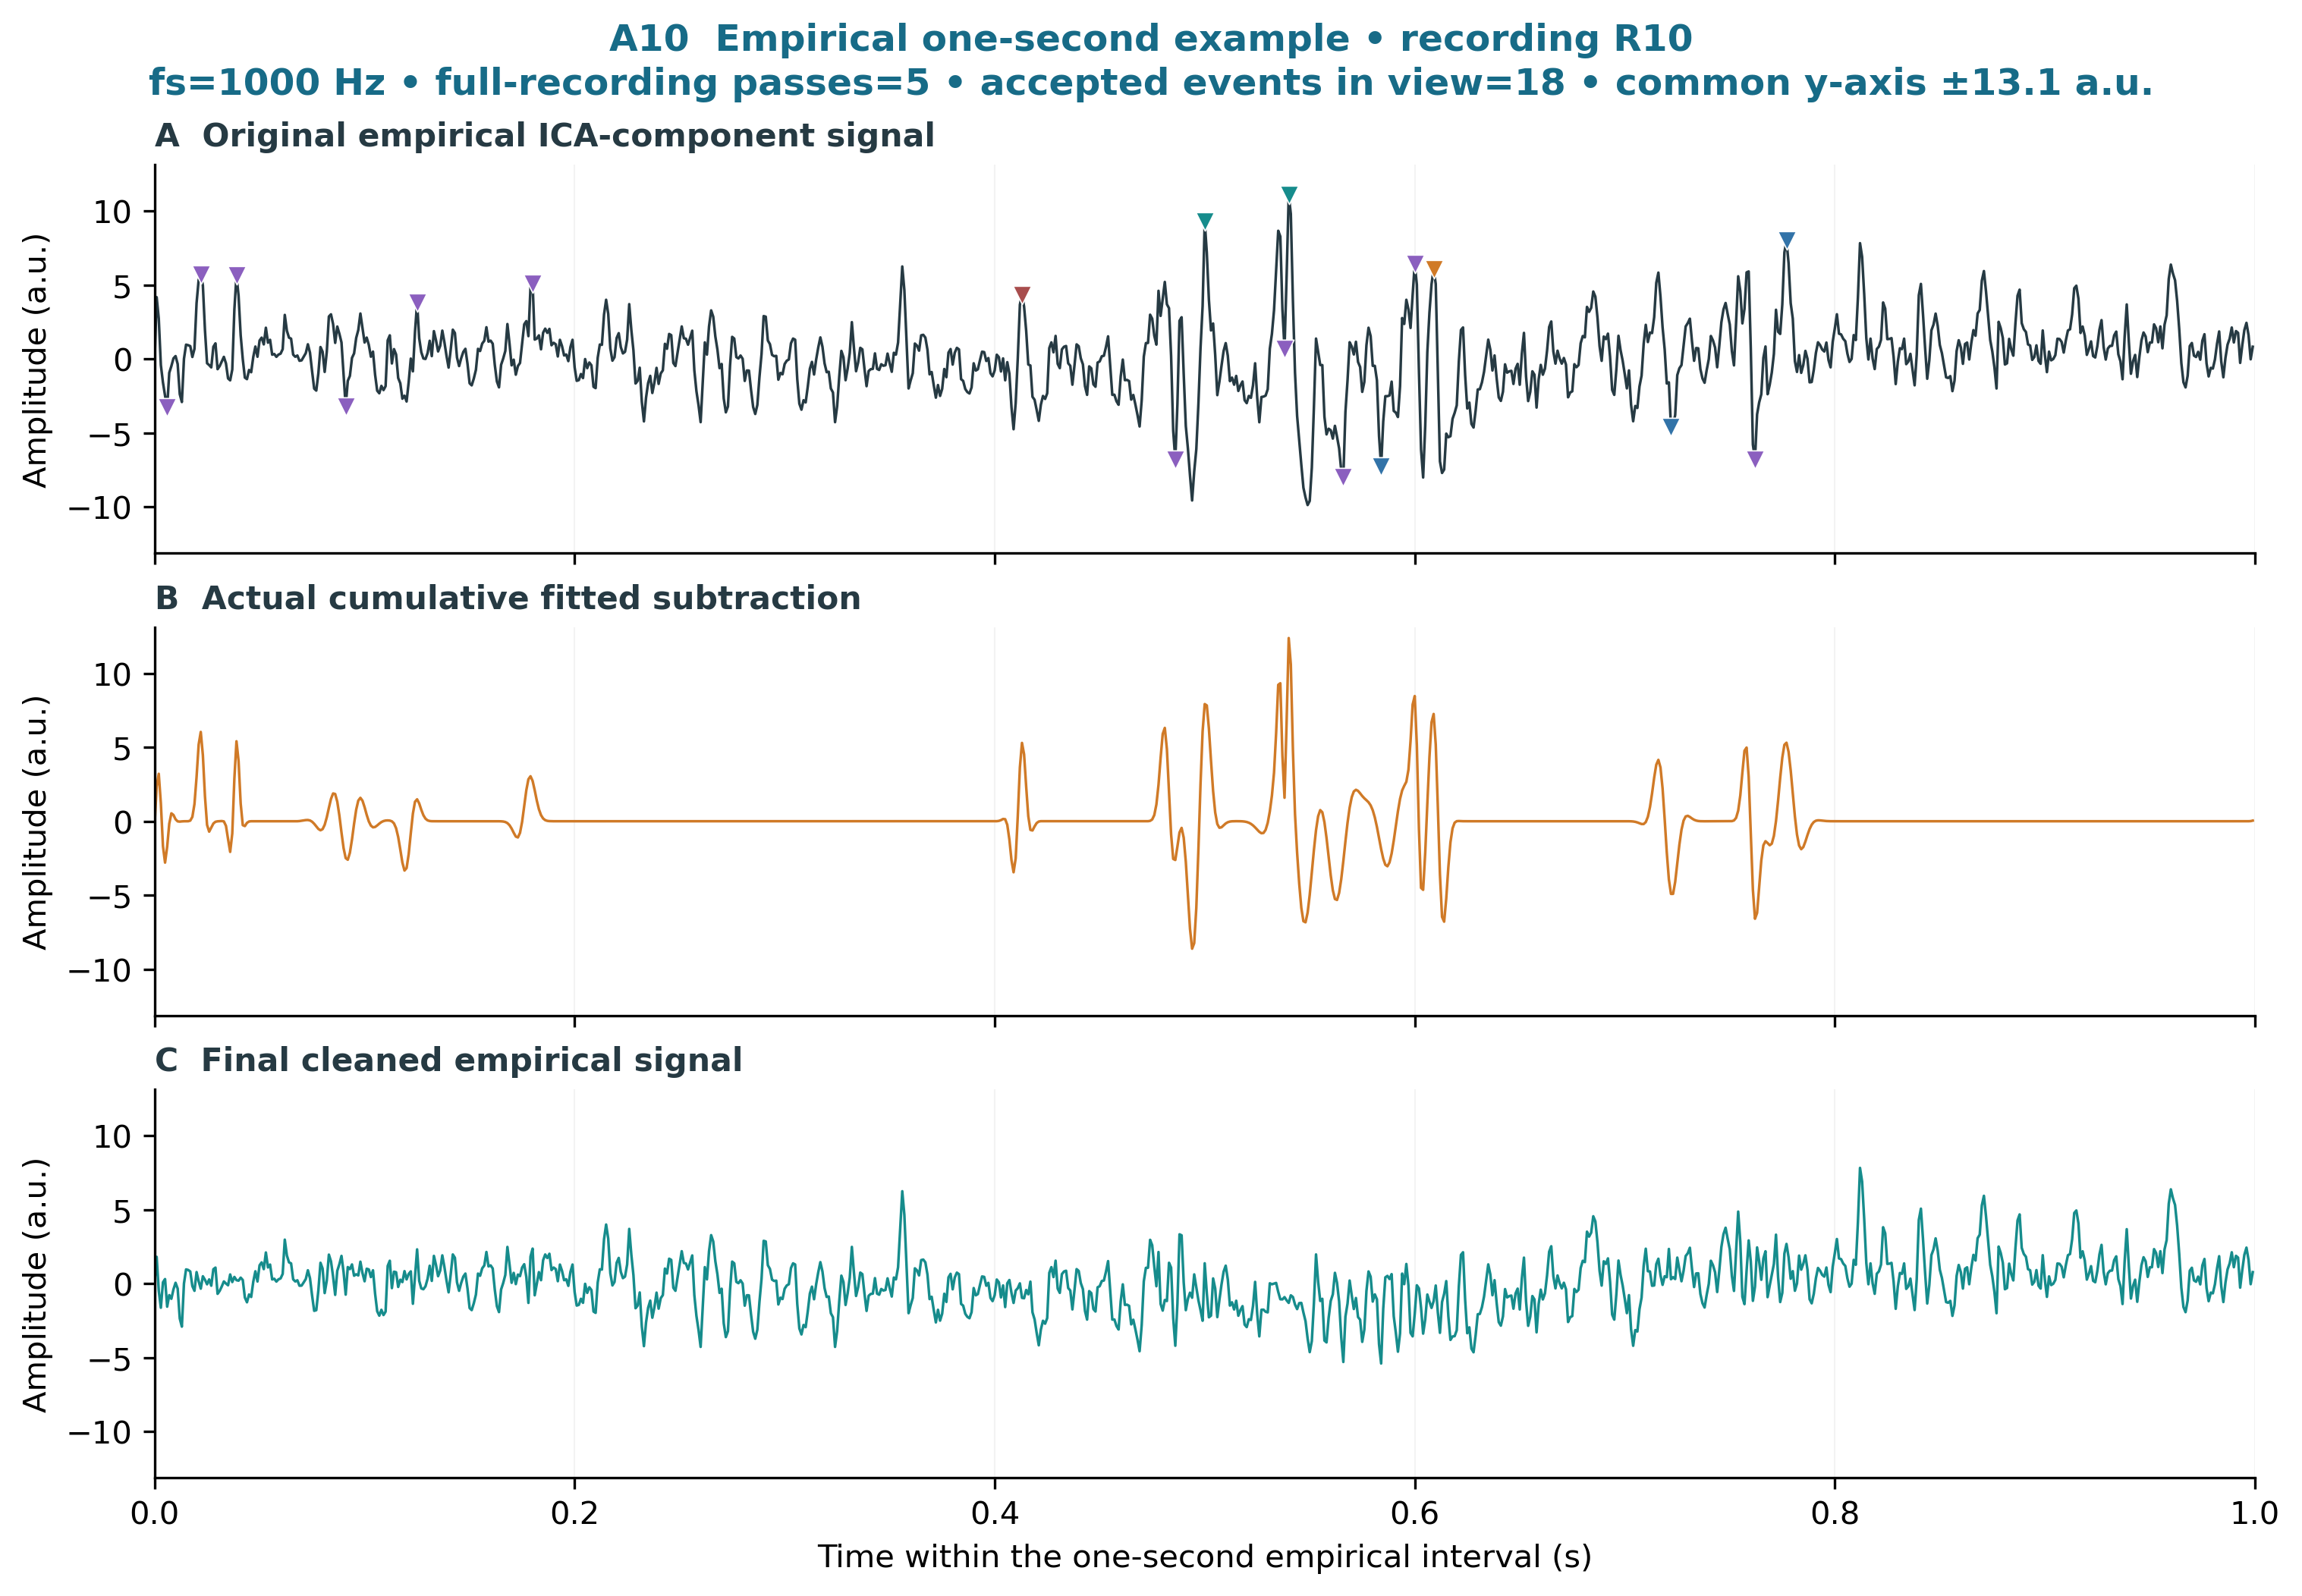 A10  Empirical one-second example • recording R10
fs=1000 Hz • full-recording passes=5 • accepted events in view=18 • common y-axis ±13.1 a.u.
A  Original empirical ICA-component signal
Amplitude (a.u.)
10
5
0
−5
−10
B  Actual cumulative fitted subtraction
Amplitude (a.u.)
10
5
0
−5
−10
C  Final cleaned empirical signal
Amplitude (a.u.)
10
5
0
−5
−10
0.0 0.2 0.4 0.6 0.8 1.0
Time within the one-second empirical interval (s)